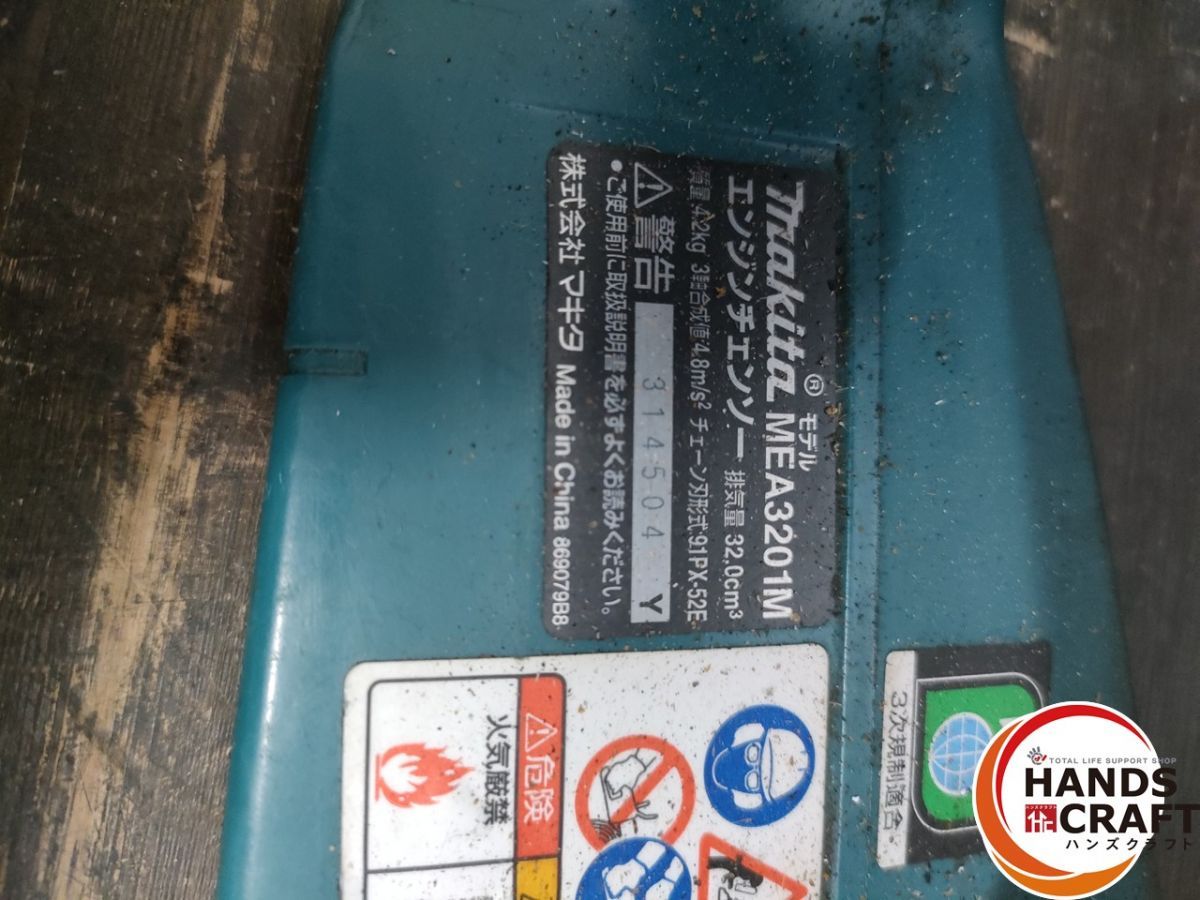 makita® モデル MEA3201M
エンジンチェンソー 排気量 32.0cm³
質量 4.2kg 3軸合成値 4.8m/s² チェーン刃形式:91PX-52E
警告 314504 Y
•ご使用前に取扱説明書を必ずよくお読みください。
株式会社 マキタ Made in China 869079B8
危険
火気厳禁
3次規制適合
TOTAL LIFE SUPPORT SHOP
HANDS
CRAFT
ハンズクラフト